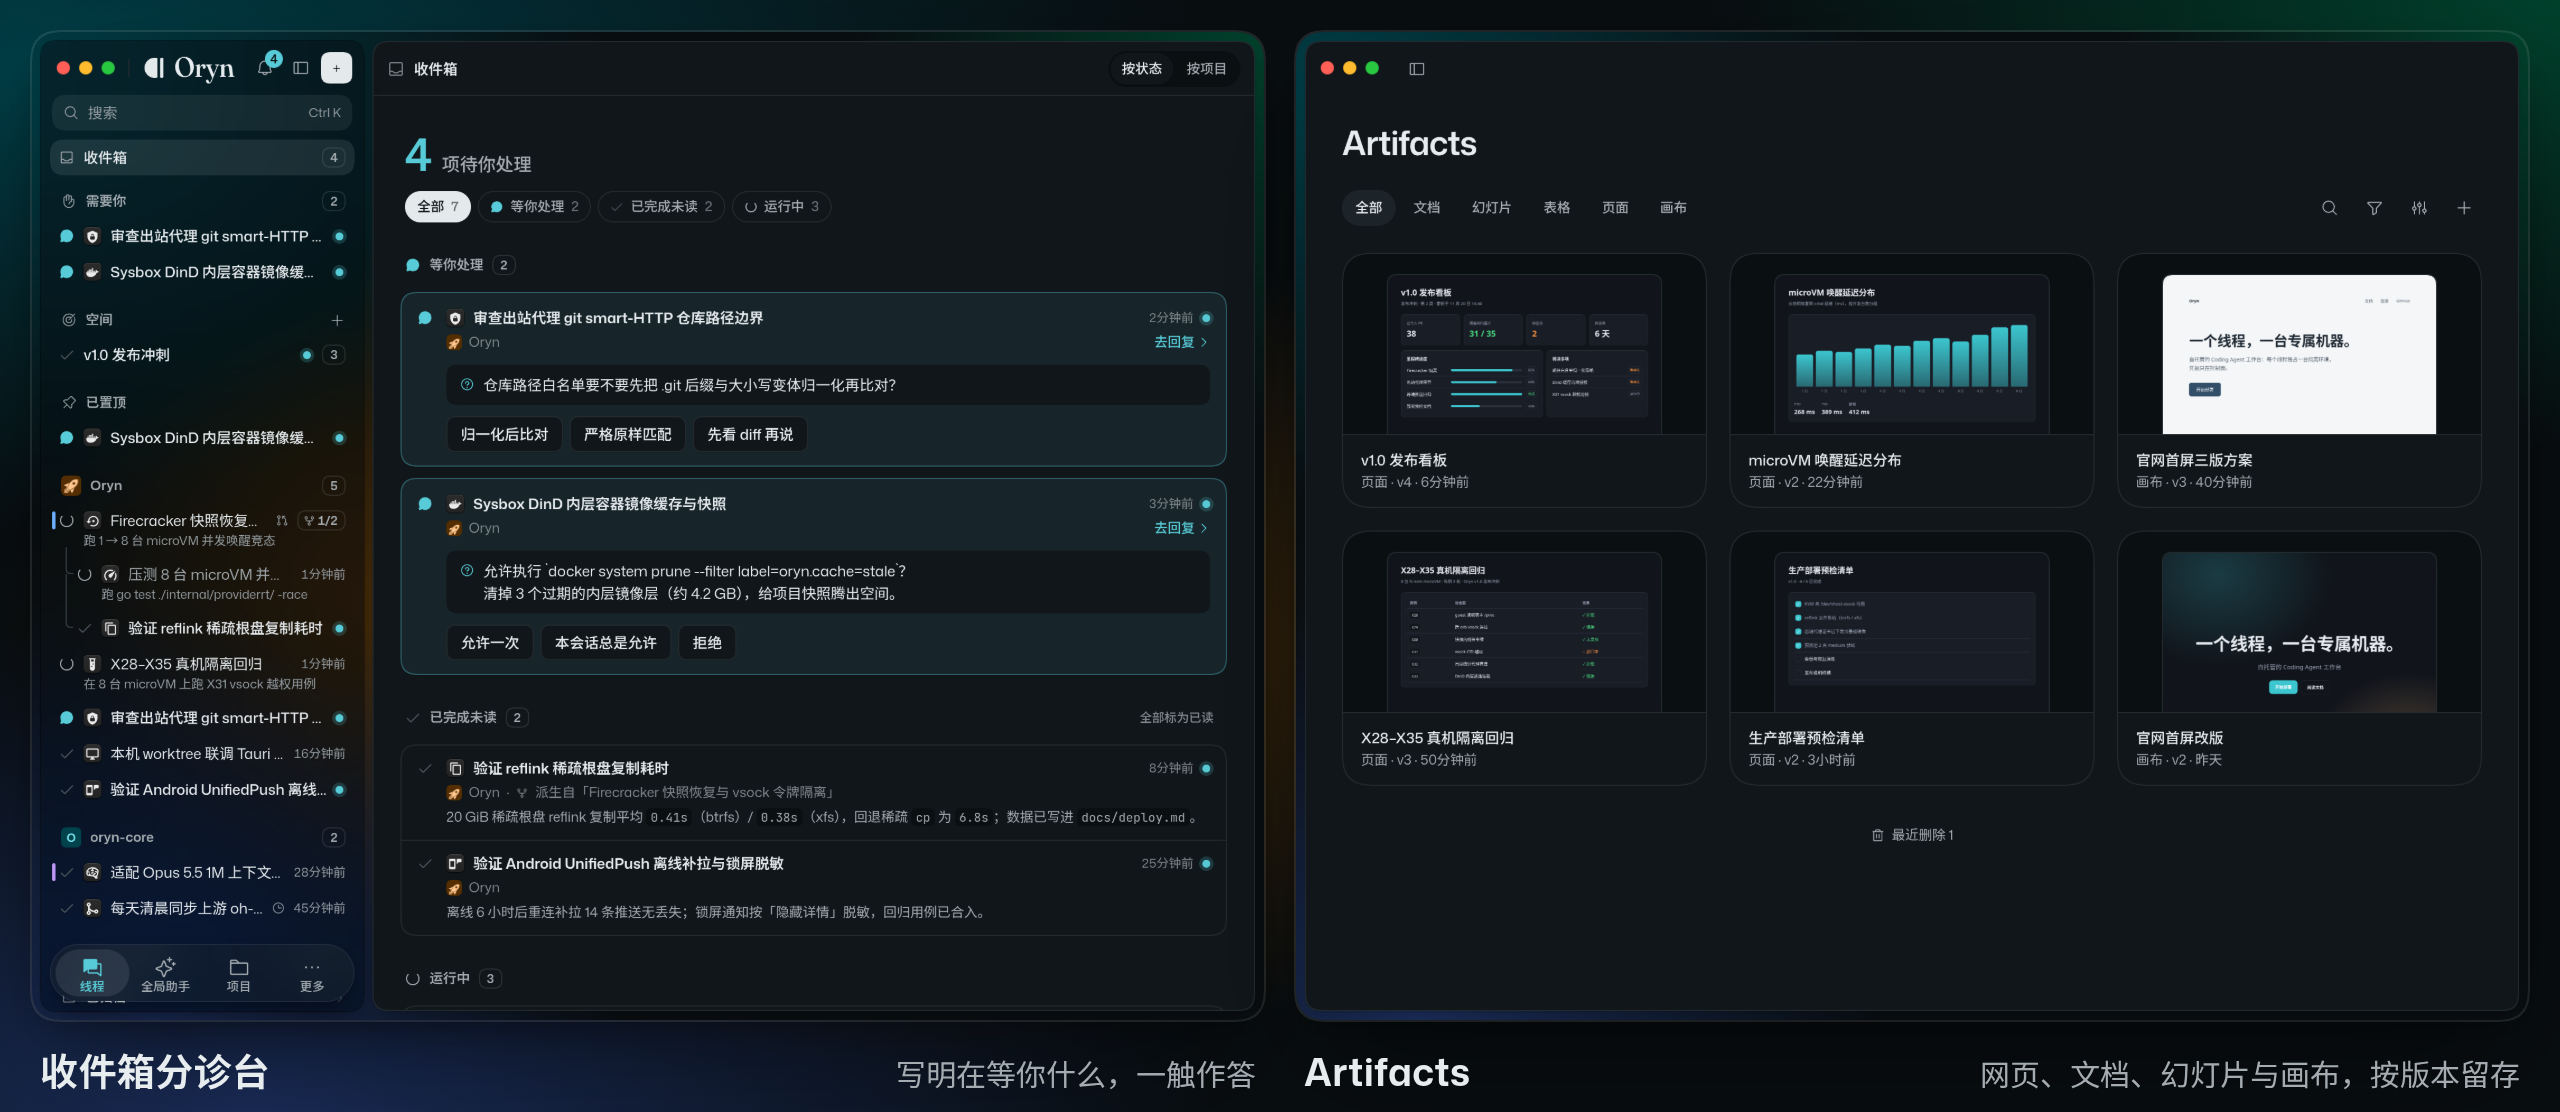 Oryn
4
+
搜索
Ctrl K
收件箱
4
需要你
2
审查出站代理 git smart-HTTP ...
Sysbox DinD 内层容器镜像缓...
空间
v1.0 发布冲刺
3
已置顶
Sysbox DinD 内层容器镜像缓...
Oryn
5
Firecracker 快照恢复...
1/2
跑 1 → 8 台 microVM 并发唤醒竞态
压测 8 台 microVM 并...
1分钟前
跑 go test ./internal/providerrt/ -race
验证 reflink 稀疏根盘复制耗时
X28–X35 真机隔离回归
1分钟前
在 8 台 microVM 上跑 X31 vsock 越权用例
审查出站代理 git smart-HTTP ...
本机 worktree 联调 Tauri ...
16分钟前
验证 Android UnifiedPush 离线...
oryn-core
2
适配 Opus 5.5 1M 上下文...
28分钟前
每天清晨同步上游 oh-...
45分钟前
线程
全局助手
项目
更多
收件箱
按状态
按项目
4 项待你处理
全部 7
等你处理 2
已完成未读 2
运行中 3
等你处理 2
审查出站代理 git smart-HTTP 仓库路径边界
2分钟前
Oryn
去回复
仓库路径白名单要不要先把 .git 后缀与大小写变体归一化再比对？
归一化后比对
严格原样匹配
先看 diff 再说
Sysbox DinD 内层容器镜像缓存与快照
3分钟前
Oryn
去回复
允许执行 `docker system prune --filter label=oryn.cache=stale`？
清掉 3 个过期的内层镜像层（约 4.2 GB），给项目快照腾出空间。
允许一次
本会话总是允许
拒绝
已完成未读 2
全部标为已读
验证 reflink 稀疏根盘复制耗时
8分钟前
Oryn · 派生自「Firecracker 快照恢复与 vsock 令牌隔离」
20 GiB 稀疏根盘 reflink 复制平均 0.41s （btrfs）/ 0.38s （xfs），回退稀疏 cp 为 6.8s ；数据已写进 docs/deploy.md 。
验证 Android UnifiedPush 离线补拉与锁屏脱敏
25分钟前
Oryn
离线 6 小时后重连补拉 14 条推送无丢失；锁屏通知按「隐藏详情」脱敏，回归用例已合入。
运行中 3
收件箱分诊台
写明在等你什么，一触作答
Artifacts
全部
文档
幻灯片
表格
页面
画布
v1.0 发布看板
38
31 / 35
2
6 天
v1.0 发布看板
页面 · v4 · 6分钟前
microVM 唤醒延迟分布
268 ms
389 ms
412 ms
microVM 唤醒延迟分布
页面 · v2 · 22分钟前
Oryn
一个线程，一台专属机器。
官网首屏三版方案
画布 · v3 · 40分钟前
X28–X35 真机隔离回归
X28–X35 真机隔离回归
页面 · v3 · 50分钟前
生产部署预检清单
生产部署预检清单
页面 · v2 · 3小时前
一个线程，一台专属机器。
自托管的 Coding Agent 工作台
官网首屏改版
画布 · v2 · 昨天
最近删除 1
Artifacts
网页、文档、幻灯片与画布，按版本留存